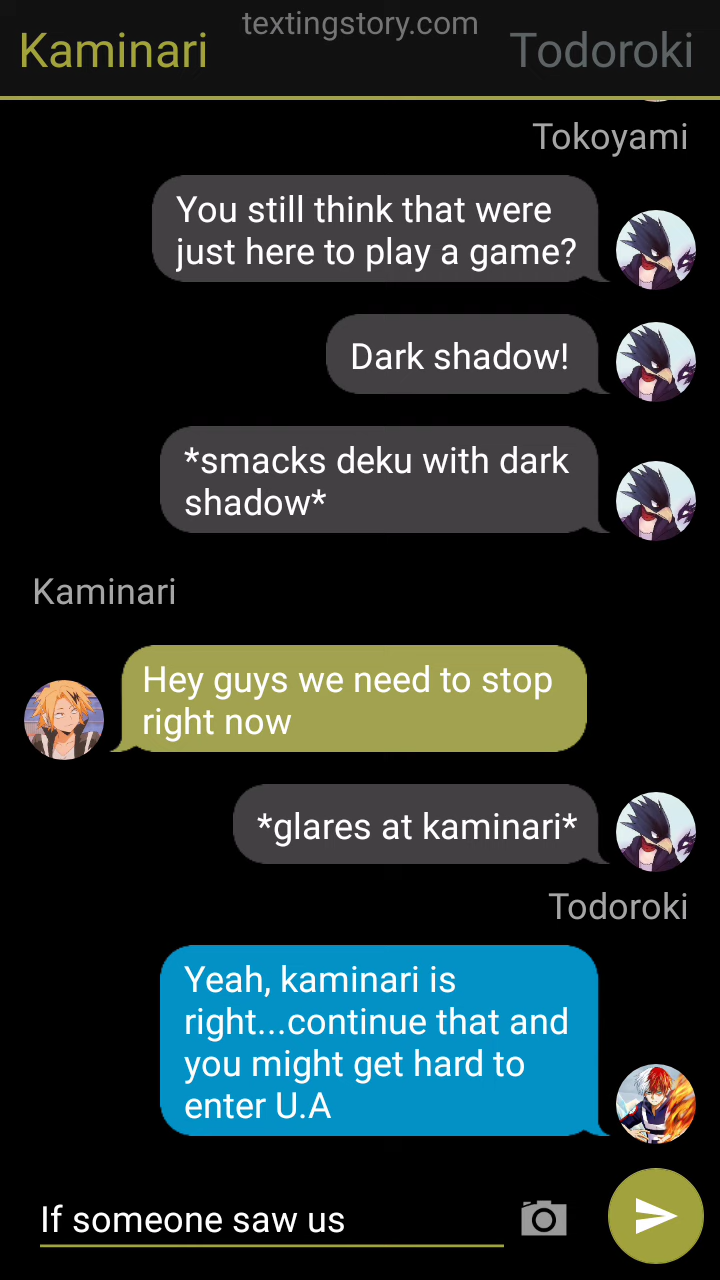 textingstory.com
Kaminari
Todoroki
Tokoyami
You still think that were
just here to play a game?
Dark shadow!
*smacks deku with dark
shadow*
Kaminari
Hey guys we need to stop
right now
*glares at kaminari*
Todoroki
Yeah, kaminari is
right...continue that and
you might get hard to
enter U.A
If someone saw us